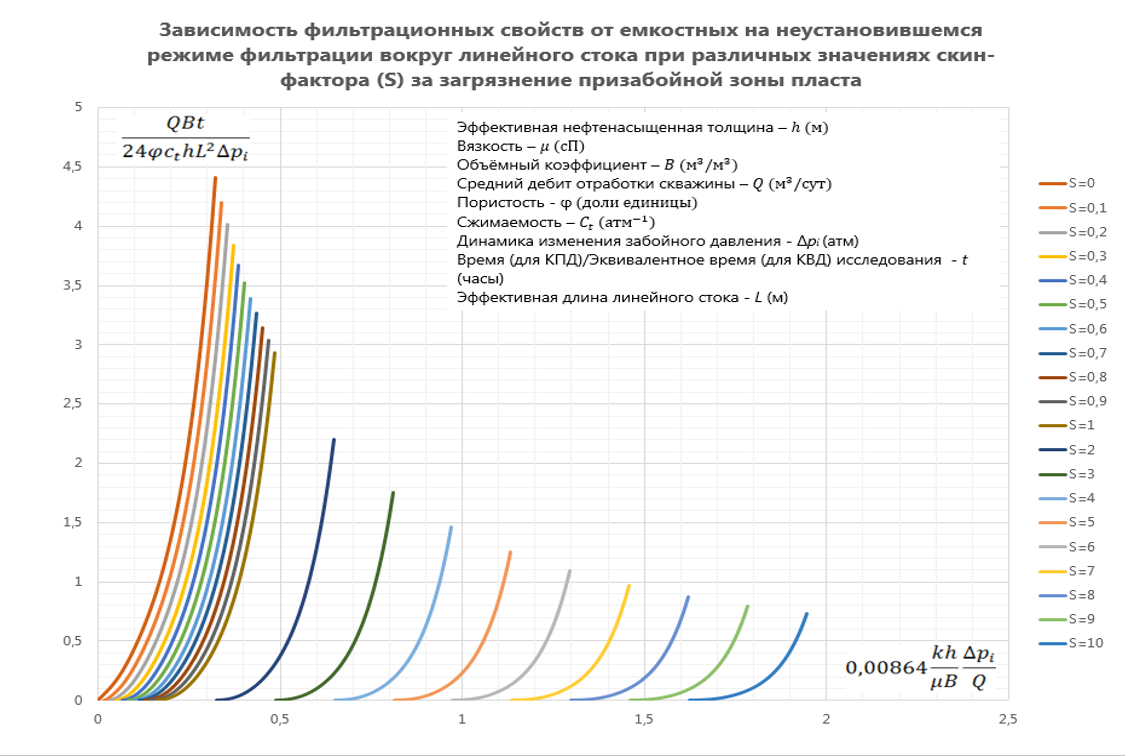 Зависимость фильтрационных свойств от емкостных на неустановившемся
режиме фильтрации вокруг линейного стока при различных значениях скин-
фактора (S) за загрязнение призабойной зоны пласта
QBt
24φcₜhL²Δpᵢ
Эффективная нефтенасыщенная толщина – h (м)
Вязкость – μ (сП)
Объёмный коэффициент – B (м³/м³)
Средний дебит отработки скважины – Q (м³/сут)
Пористость - φ (доли единицы)
Сжимаемость – Cₜ (атм⁻¹)
Динамика изменения забойного давления - Δpᵢ (атм)
Время (для КПД)/Эквивалентное время (для КВД) исследования - t
(часы)
Эффективная длина линейного стока - L (м)
5
4,5
4
3,5
3
2,5
2
1,5
1
0,5
0
0
0,5
1
1,5
2
2,5
0,00864 kh Δpᵢ
μB Q
S=0
S=0,1
S=0,2
S=0,3
S=0,4
S=0,5
S=0,6
S=0,7
S=0,8
S=0,9
S=1
S=2
S=3
S=4
S=5
S=6
S=7
S=8
S=9
S=10